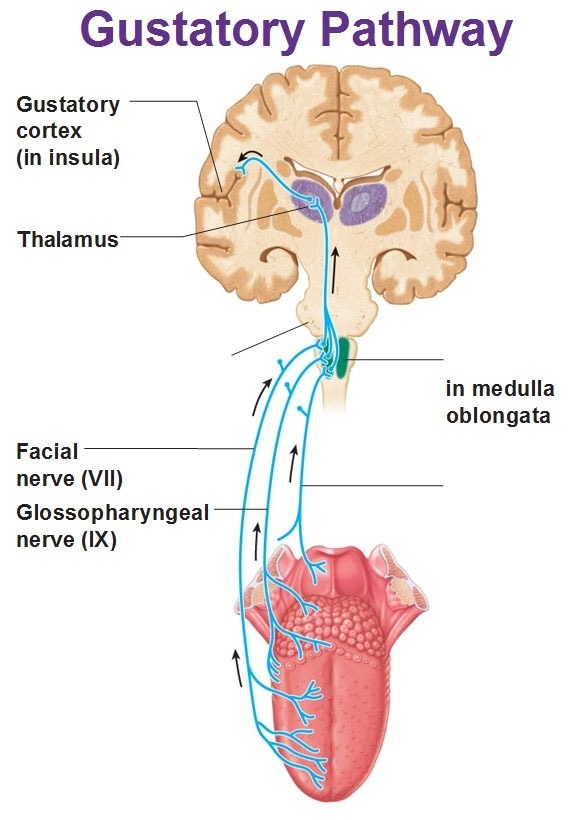 Gustatory Pathway
Gustatory
cortex
(in insula)
Thalamus
in medulla
oblongata
Facial
nerve (VII)
Glossopharyngeal
nerve (IX)